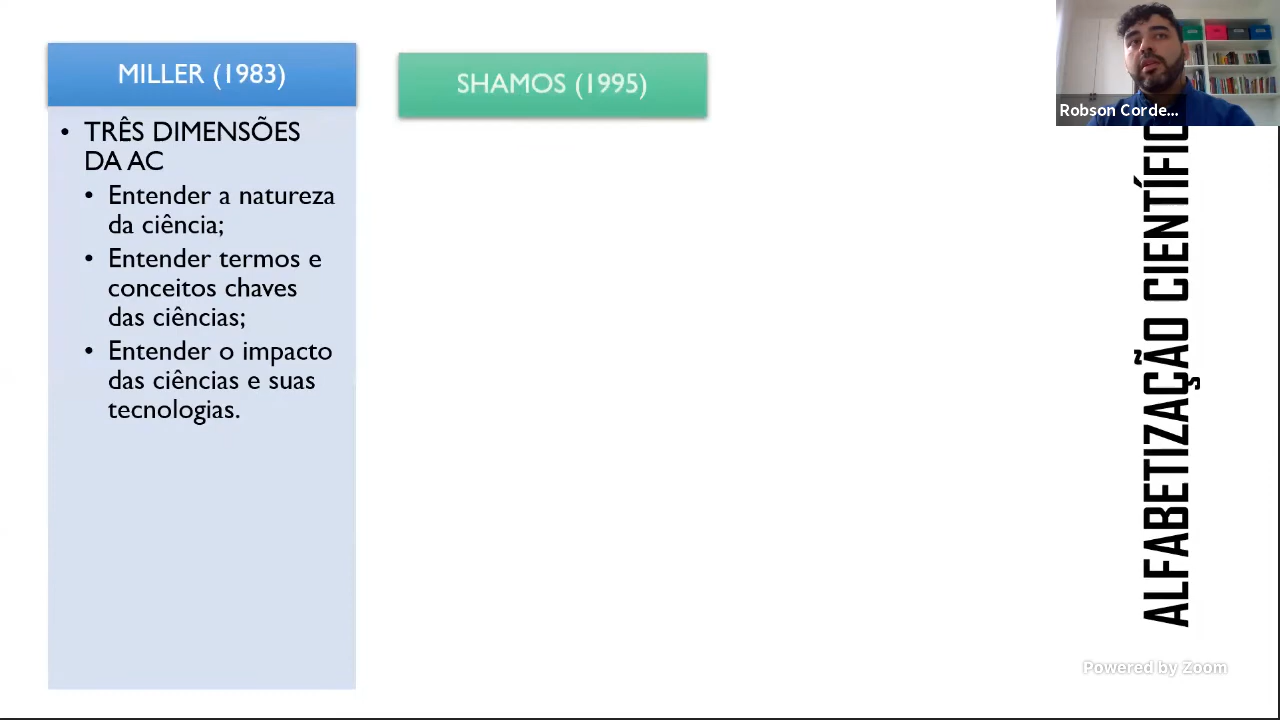 MILLER (1983)
• TRÊS DIMENSÕES
DA AC
• Entender a natureza
da ciência;
• Entender termos e
conceitos chaves
das ciências;
• Entender o impacto
das ciências e suas
tecnologias.
SHAMOS (1995)
Robson Corde...
ALFABETIZAÇÃO
Powered by Zoom